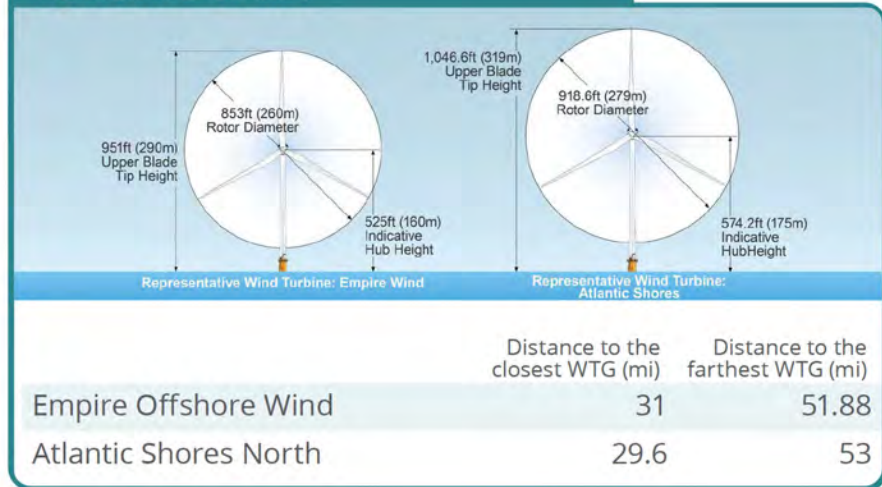 951ft (290m)
Upper Blade
Tip Height
853ft (260m)
Rotor Diameter
525ft (160m)
Indicative
Hub Height
Representative Wind Turbine: Empire Wind
1,046.6ft (319m)
Upper Blade
Tip Height
918.6ft (279m)
Rotor Diameter
574.2ft (175m)
Indicative
HubHeight
Representative Wind Turbine:
Atlantic Shores
Distance to the
closest WTG (mi)
Distance to the
farthest WTG (mi)
Empire Offshore Wind 31 51.88
Atlantic Shores North 29.6 53